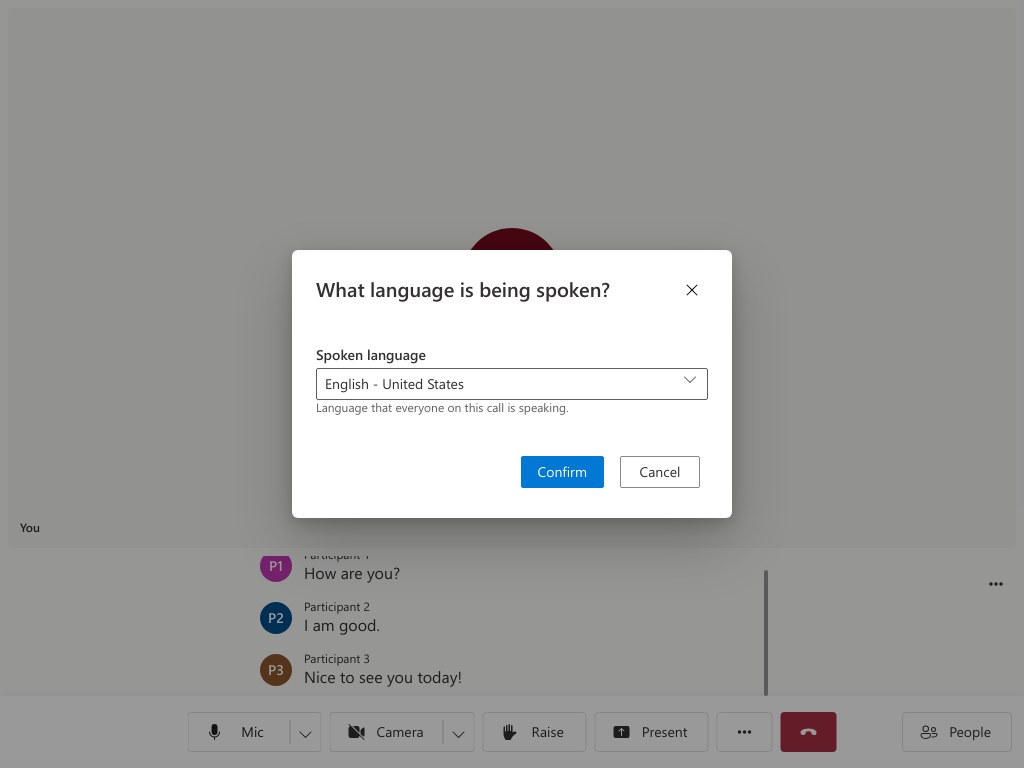 What language is being spoken?
Spoken language
English - United States
Language that everyone on this call is speaking.
Confirm
Cancel
You
P1
Participant 1
How are you?
P2
Participant 2
I am good.
P3
Participant 3
Nice to see you today!
Mic
Camera
Raise
Present
People